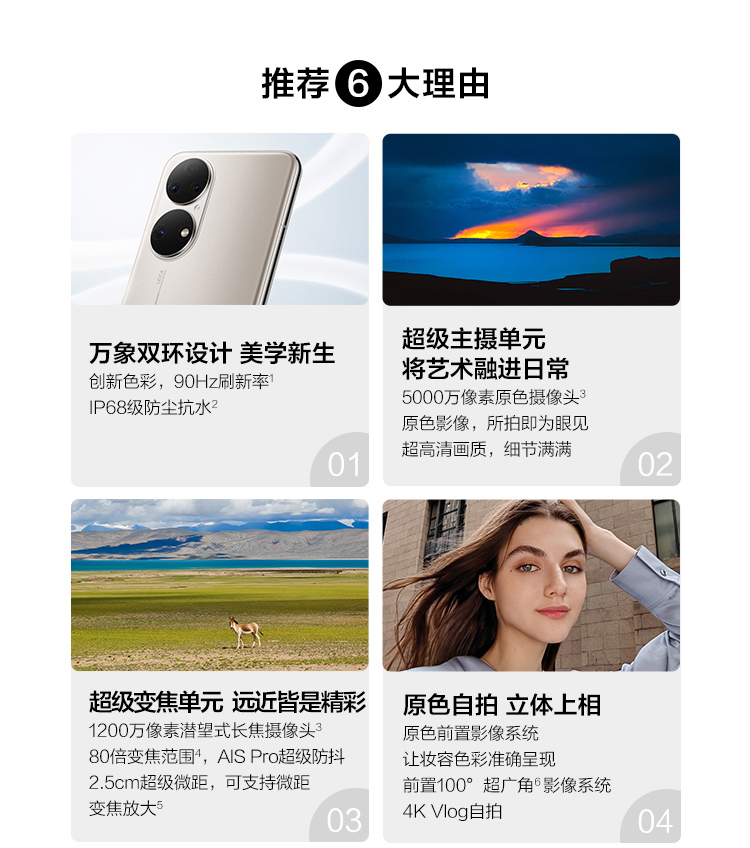 推荐6大理由
LEICA
万象双环设计 美学新生
创新色彩，90Hz刷新率1
IP68级防尘抗水2
01
超级主摄单元
将艺术融进日常
5000万像素原色摄像头3
原色影像，所拍即为眼见
超高清画质，细节满满
02
超级变焦单元 远近皆是精彩
1200万像素潜望式长焦摄像头3
80倍变焦范围4，AIS Pro超级防抖
2.5cm超级微距，可支持微距
变焦放大5
03
原色自拍 立体上相
原色前置影像系统
让妆容色彩准确呈现
前置100°超广角6影像系统
4K Vlog自拍
04